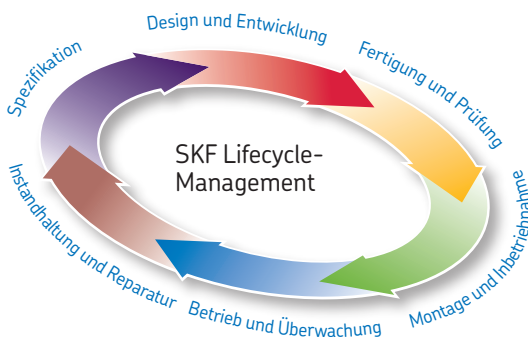 Design und Entwicklung
Fertigung und Prüfung
Montage und Inbetriebnahme
Betrieb und Überwachung
Instandhaltung und Reparatur
Spezifikation
SKF Lifecycle-
Management